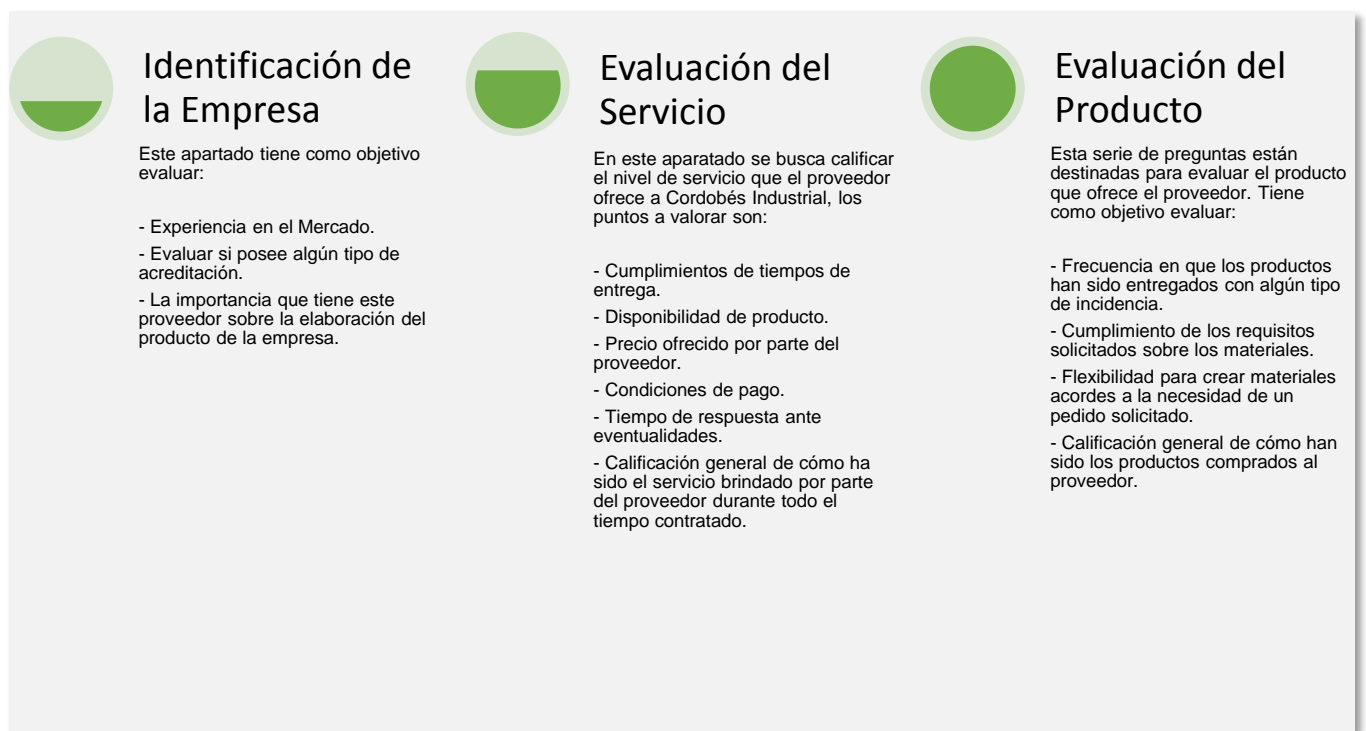 Identificación de
la Empresa
Este apartado tiene como objetivo
evaluar:
- Experiencia en el Mercado.
- Evaluar si posee algún tipo de
acreditación.
- La importancia que tiene este
proveedor sobre la elaboración del
producto de la empresa.
Evaluación del
Servicio
En este aparatado se busca calificar
el nivel de servicio que el proveedor
ofrece a Cordobés Industrial, los
puntos a valorar son:
- Cumplimientos de tiempos de
entrega.
- Disponibilidad de producto.
- Precio ofrecido por parte del
proveedor.
- Condiciones de pago.
- Tiempo de respuesta ante
eventualidades.
- Calificación general de cómo ha
sido el servicio brindado por parte
del proveedor durante todo el
tiempo contratado.
Evaluación del
Producto
Esta serie de preguntas están
destinadas para evaluar el producto
que ofrece el proveedor. Tiene
como objetivo evaluar:
- Frecuencia en que los productos
han sido entregados con algún tipo
de incidencia.
- Cumplimiento de los requisitos
solicitados sobre los materiales.
- Flexibilidad para crear materiales
acordes a la necesidad de un
pedido solicitado.
- Calificación general de cómo han
sido los productos comprados al
proveedor.